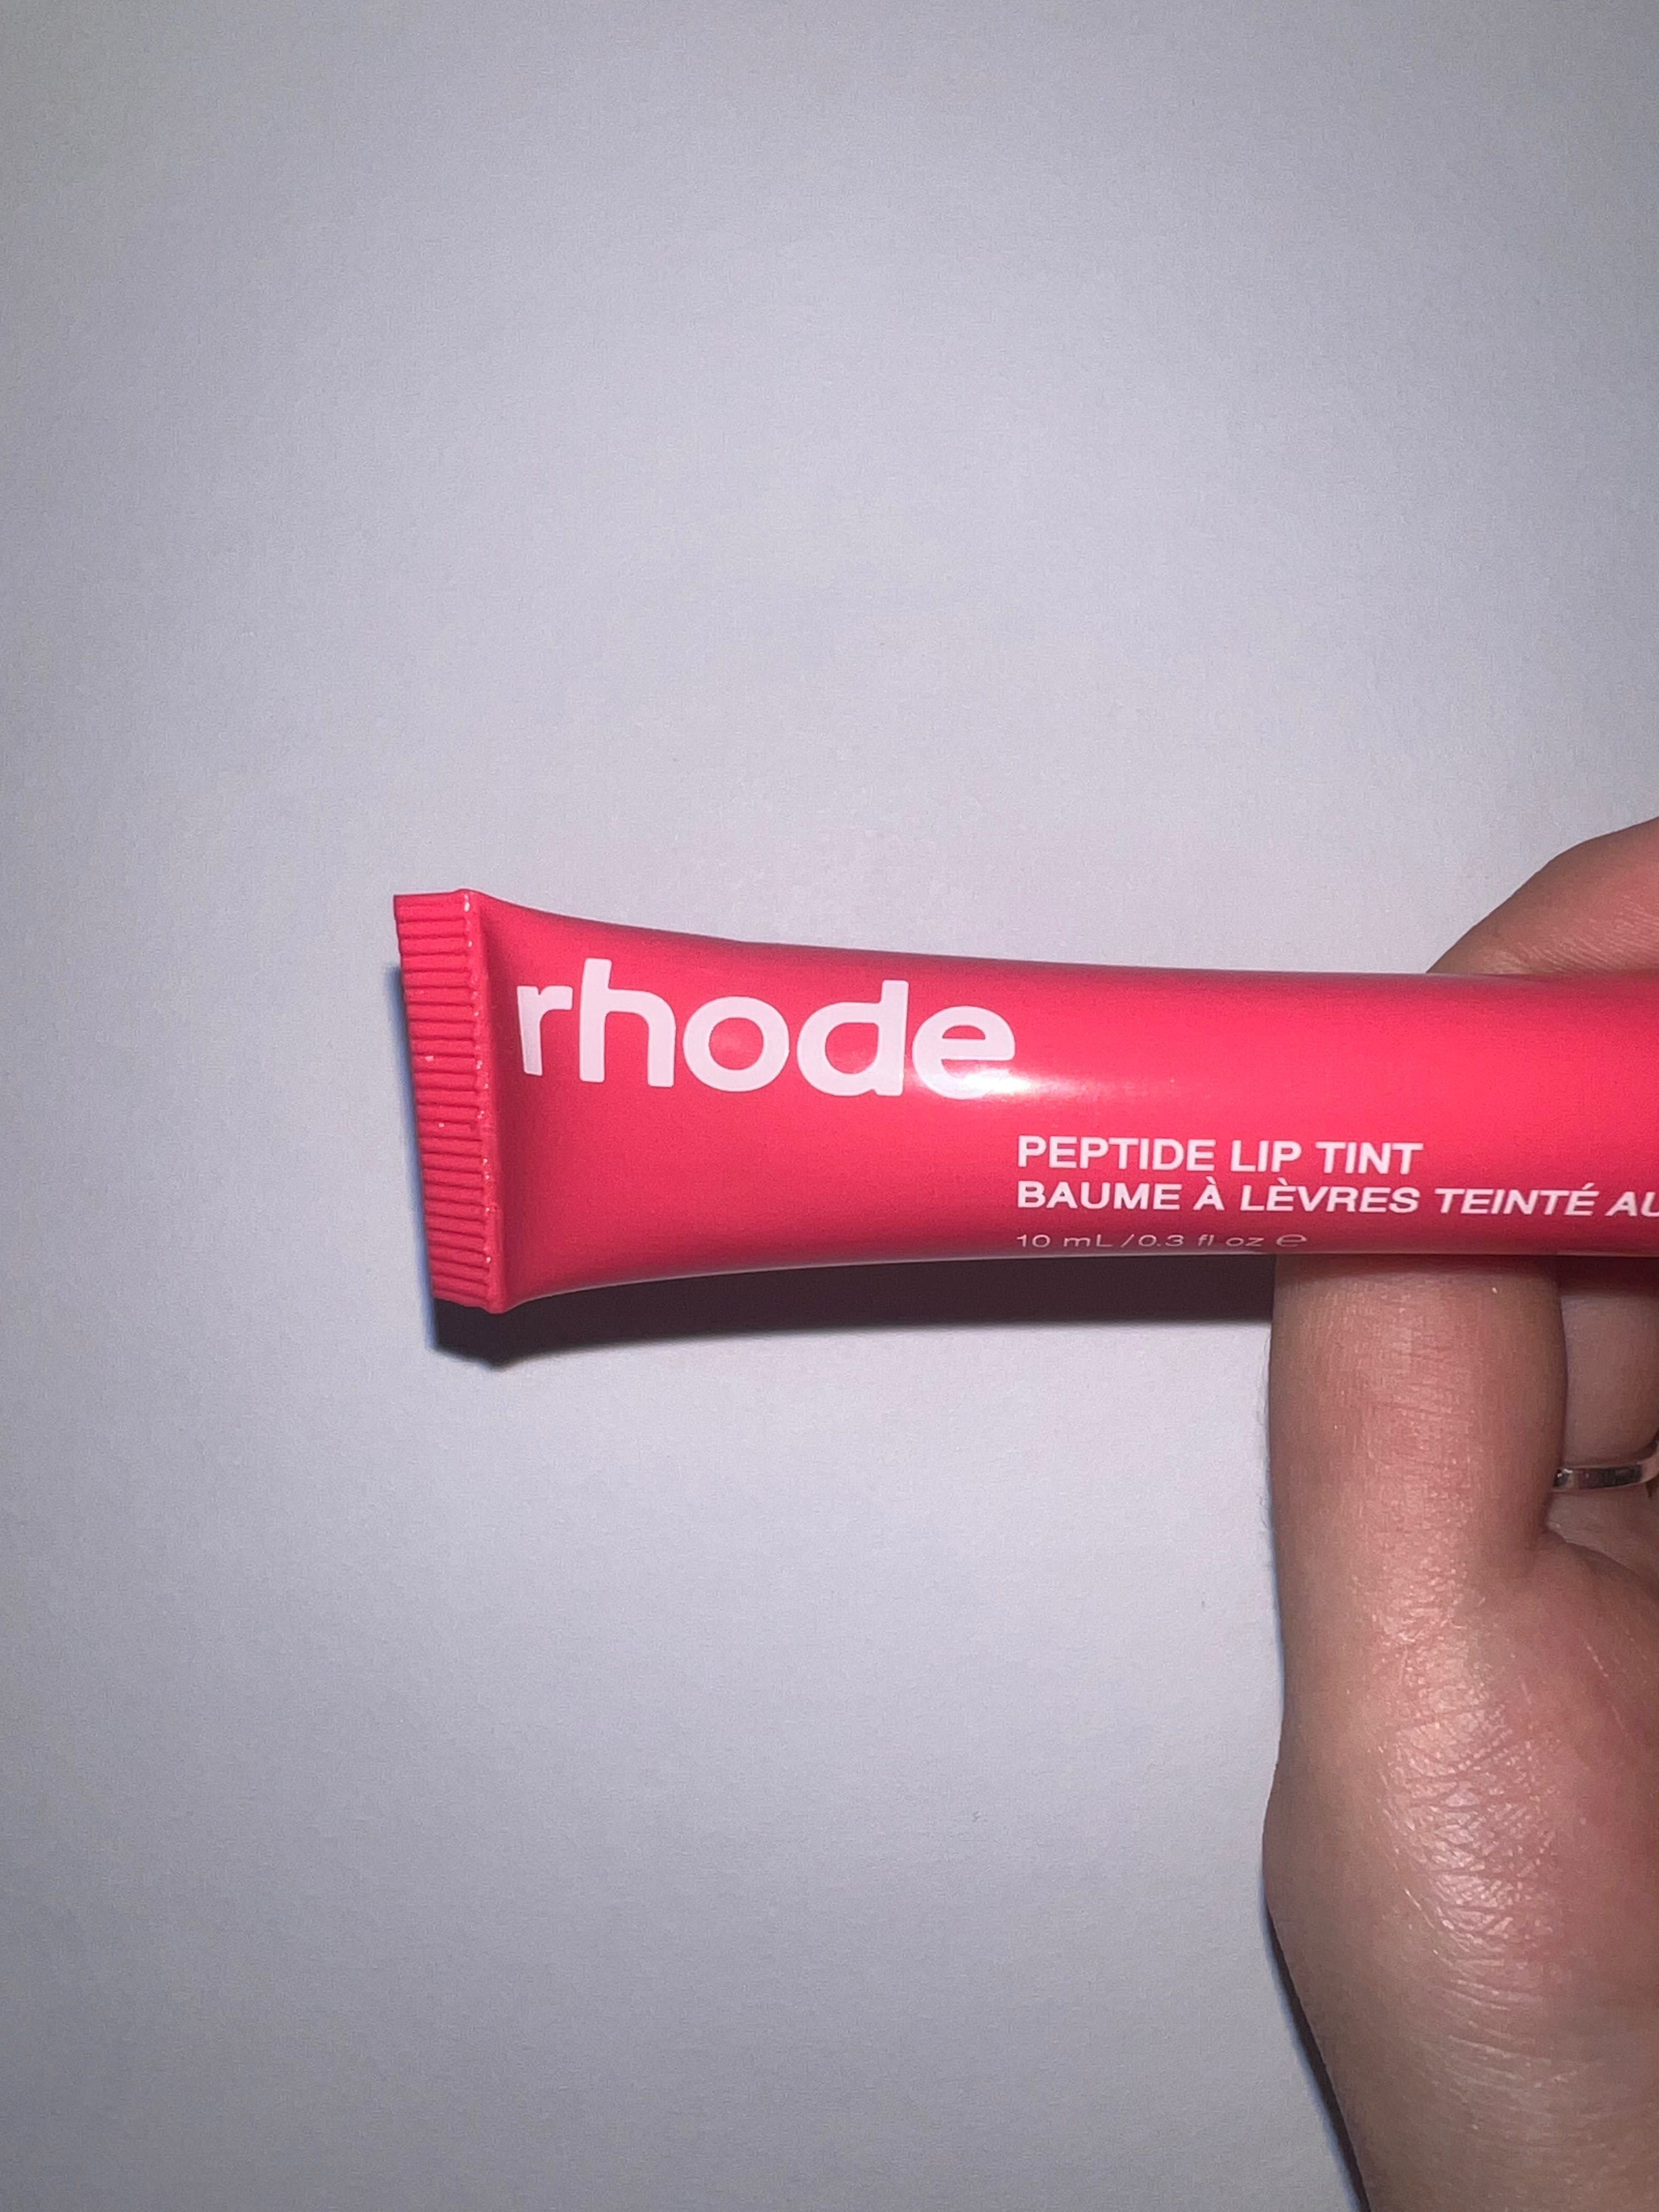 rhode
PEPTIDE LIP TINT
BAUME À LÈVRES TEINTÉ AU
10 mL / 0.3 fl oz ℮